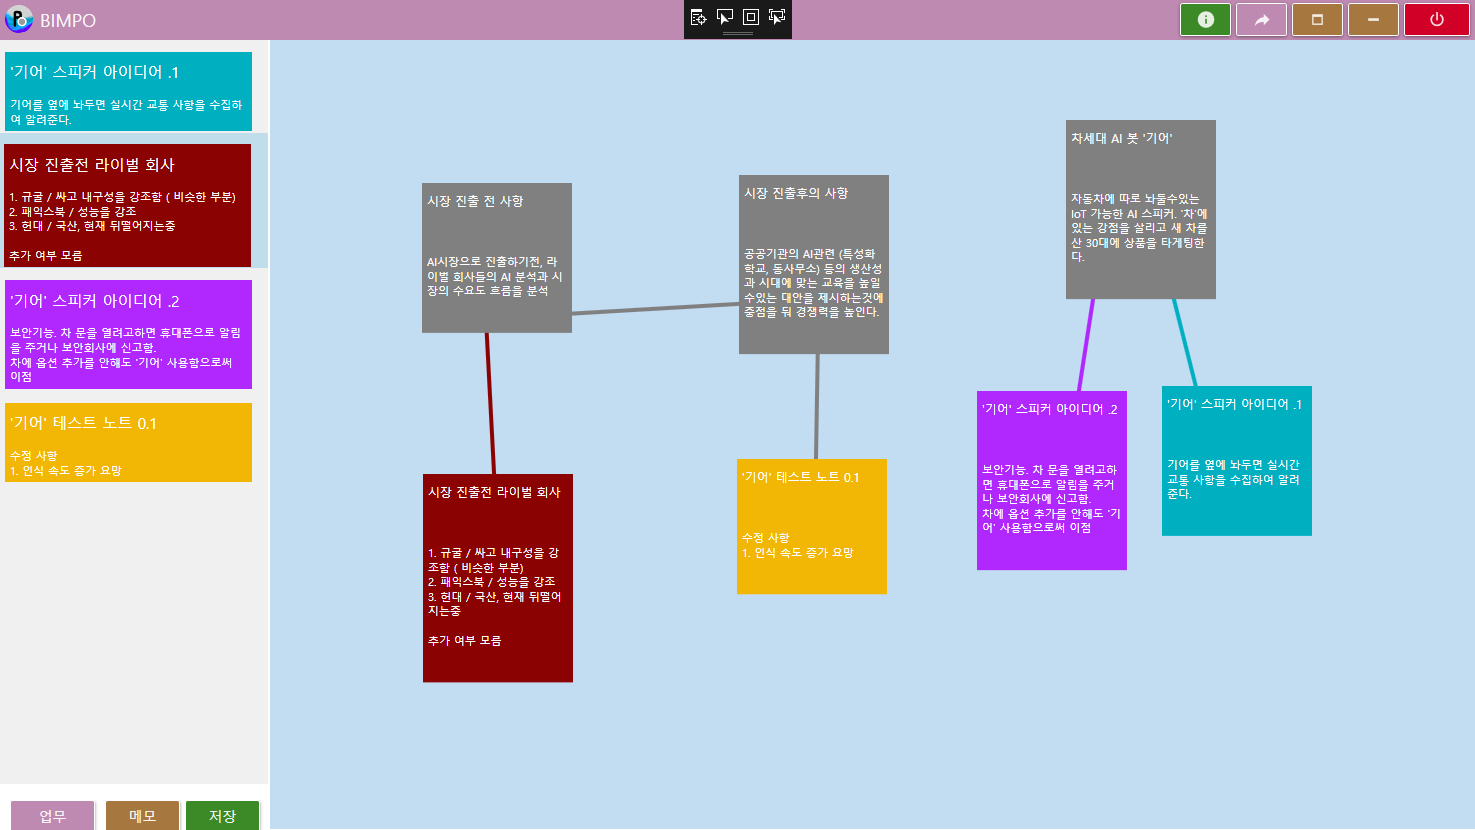 BIMPO
'기어' 스피커 아이디어 .1
기어를 옆에 놔두면 실시간 교통 사항을 수집하
여 알려준다.
시장 진출전 라이벌 회사
1. 규굴 / 싸고 내구성을 강조함 ( 비슷한 부분)
2. 패익스북 / 성능을 강조
3. 헌대 / 국산, 현재 뒤떨어지는중
추가 여부 모름
'기어' 스피커 아이디어 .2
보안기능. 차 문을 열려고하면 휴대폰으로 알림
을 주거나 보안회사에 신고함.
차에 옵션 추가를 안해도 '기어' 사용함으로써
이점
'기어' 테스트 노트 0.1
수정 사항
1. 인식 속도 증가 요망
업무
메모
저장
시장 진출 전 사항
AI시장으로 진출하기전, 라
이벌 회사들의 AI 분석과 시
장의 수요도 흐름을 분석
시장 진출후의 사항
공공기관의 AI관련 (특성화
학교, 동사무소) 등의 생산성
과 시대에 맞는 교육을 높일
수있는 대안을 제시하는것에
중점을 둬 경쟁력을 높인다.
차세대 AI 봇 '기어'
자동차에 따로 놔둘수있는
IoT 가능한 AI 스피커. '차'에
있는 강점을 살리고 새 차를
산 30대에 상품을 타게팅한
다.
시장 진출전 라이벌 회사
1. 규굴 / 싸고 내구성을 강
조함 ( 비슷한 부분)
2. 패익스북 / 성능을 강조
3. 헌대 / 국산, 현재 뒤떨어
지는중
추가 여부 모름
'기어' 테스트 노트 0.1
수정 사항
1. 인식 속도 증가 요망
'기어' 스피커 아이디어 .2
보안기능. 차 문을 열려고하
면 휴대폰으로 알림을 주거
나 보안회사에 신고함.
차에 옵션 추가를 안해도 '기
어' 사용함으로써 이점
'기어' 스피커 아이디어 .1
기어를 옆에 놔두면 실시간
교통 사항을 수집하여 알려
준다.